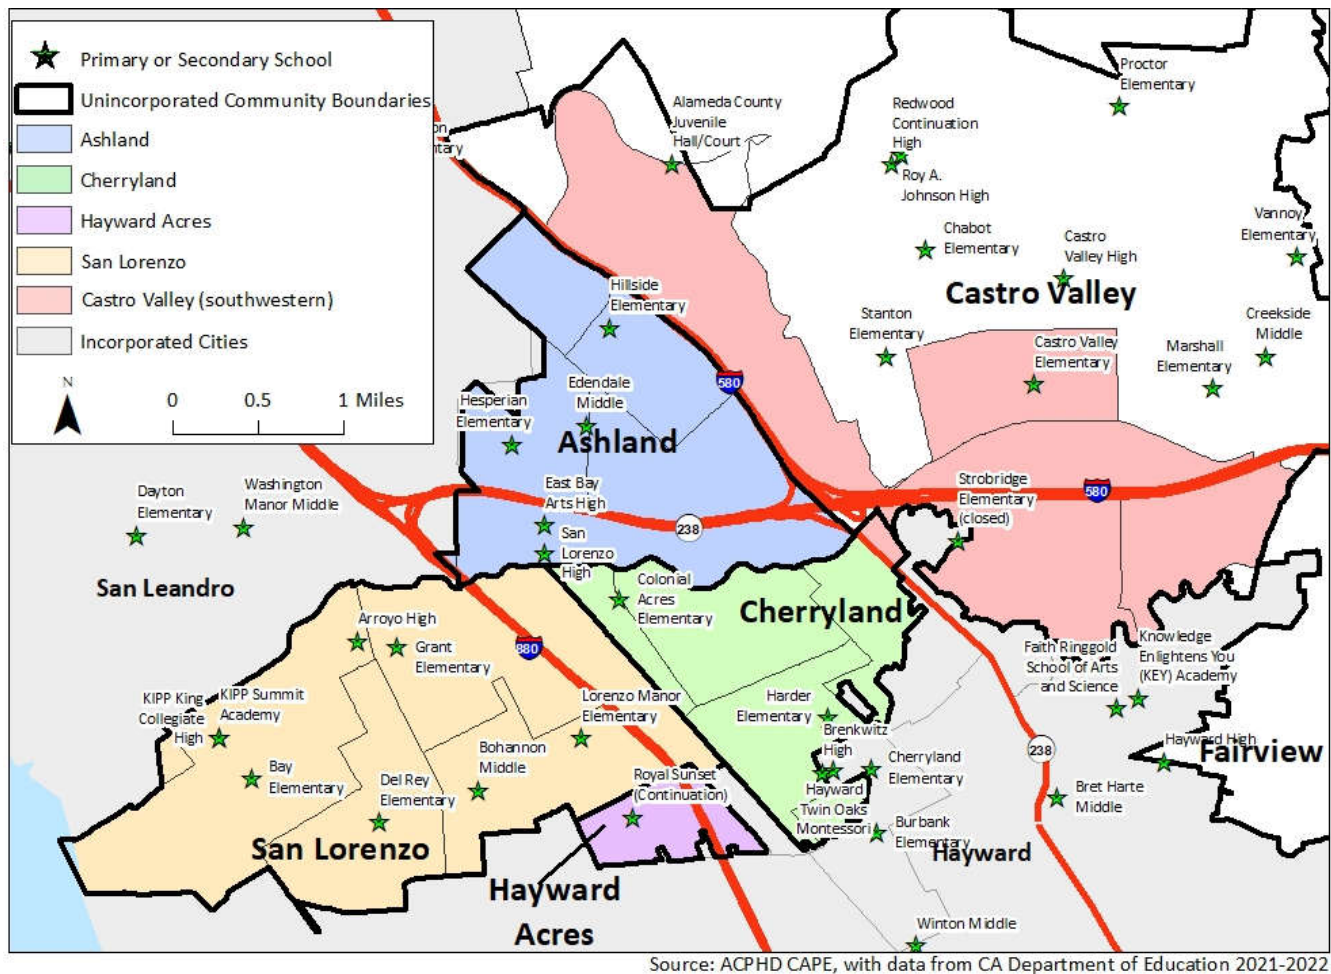 Primary or Secondary School
Unincorporated Community Boundaries
Ashland
Cherryland
Hayward Acres
San Lorenzo
Castro Valley (southwestern)
Incorporated Cities
N
0 0.5 1 Miles
Proctor
Elementary
Alameda County
Juvenile
Hall/Court
Redwood
Continuation
High
Roy A.
Johnson High
Chabot
Elementary
Castro
Valley High
Vannoy
Elementary
Castro Valley
Hillside
Elementary
Stanton
Elementary
Castro Valley
Elementary
Marshall
Elementary
Creekside
Middle
580
Hesperian
Elementary
Edendale
Middle
Ashland
East Bay
Arts High
238
San
Lorenzo
High
Strobridge
Elementary
(closed)
580
Dayton
Elementary
Washington
Manor Middle
San Leandro
Colonial
Acres
Elementary
Cherryland
Arroyo High
Grant
Elementary
880
Faith Ringgold
School of Arts
and Science
Knowledge
Enlightens You
(KEY) Academy
KIPP King
Collegiate
High
KIPP Summit
Academy
Lorenzo Manor
Elementary
Harder
Elementary
Brenkwitz
High
Bohannon
Middle
Cherryland
Elementary
238
Hayward High
Fairview
Bay
Elementary
Del Rey
Elementary
Royal Sunset
(Continuation)
Hayward
Twin Oaks
Montessori
Bret Harte
Middle
Burbank
Elementary
San Lorenzo
Hayward
Hayward
Acres
Winton Middle
Source: ACPHD CAPE, with data from CA Department of Education 2021-2022